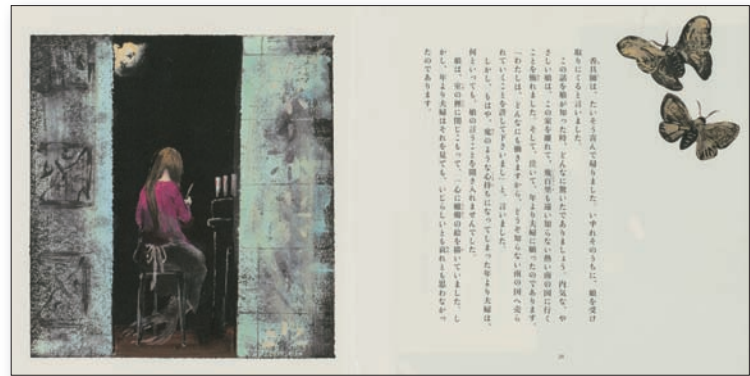 香具師は、たいそう喜んで帰りました。いずれそのうちに、娘を受け
取りにくると言いました。
この話を娘が知った時、どんなに驚いたでありましょう。内気な、や
さしい娘は、この家を離れて、幾百里も遠い知らない熱い南の国に行く
ことを怖れました。そして、泣いて、年より夫婦に願ったのであります。
「わたしは、どんなにも働きますから、どうぞ知らない南の国へ売ら
れていくことを許して下さいまし」と、言いました。
しかし、もはや、鬼のような心持ちになってしまった年より夫婦は、
何といっても、娘の言うことを聞き入れませんでした。
娘は、室の裡に閉じこもって、一心に蠟燭の絵を描いていました。し
かし、年より夫婦はそれを見ても、いじらしいとも哀れとも思わなかっ
たのであります。